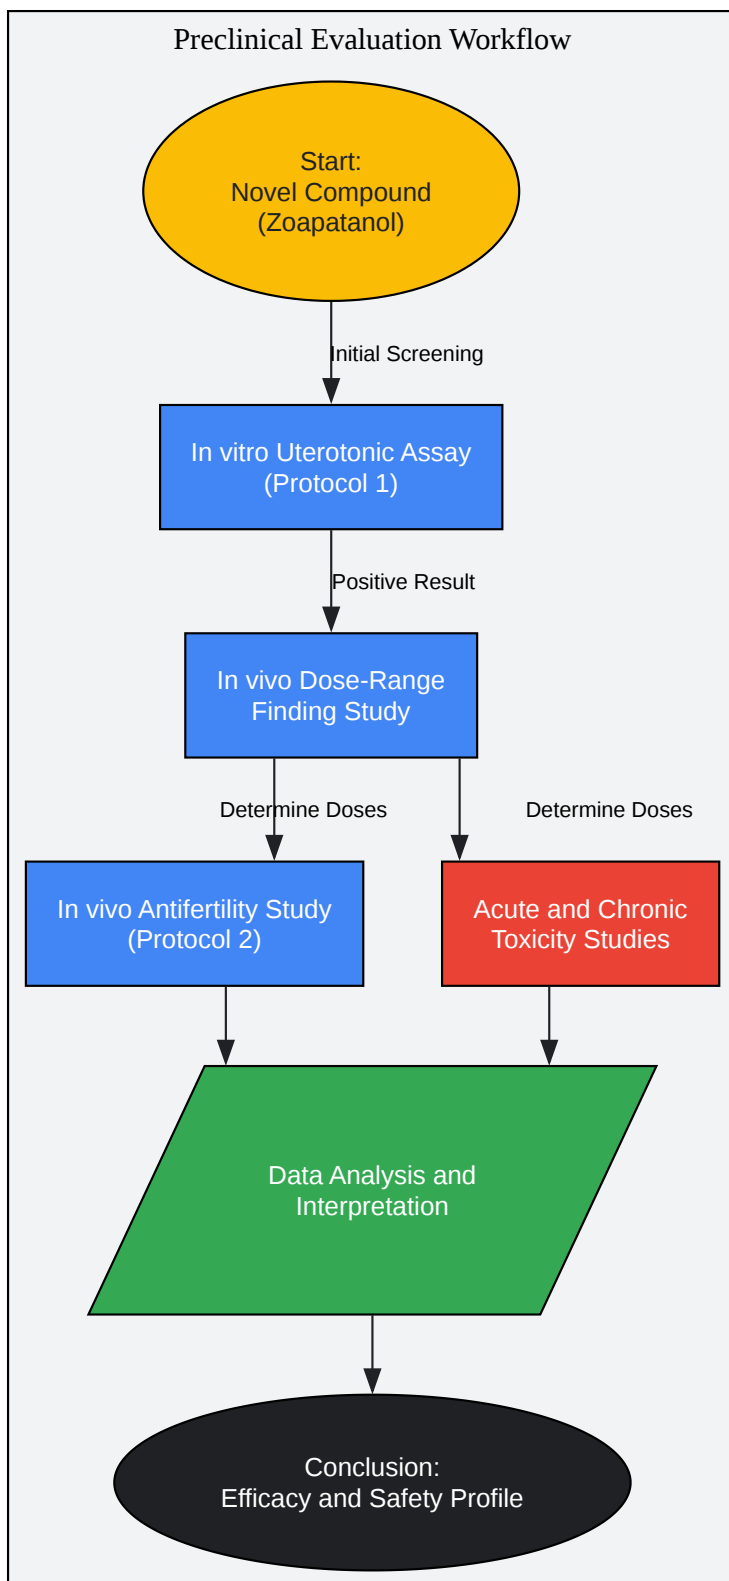 Preclinical Evaluation Workflow
Start:
Novel Compound
(Zoapatanol)
Initial Screening
In vitro Uterotonic Assay
(Protocol 1)
Positive Result
In vivo Dose-Range
Finding Study
Determine Doses
Determine Doses
In vivo Antifertility Study
(Protocol 2)
Acute and Chronic
Toxicity Studies
Data Analysis and
Interpretation
Conclusion:
Efficacy and Safety Profile